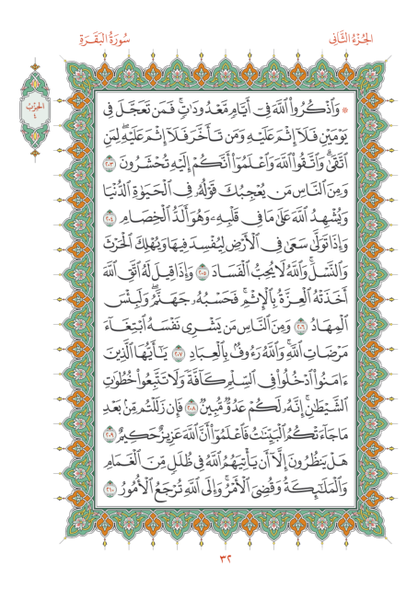 الجُزْءُ الثَّانِي
سُورَةُ البَقَرَةِ
الحِزْبُ
٤
۞ وَٱذْكُرُوا۟ ٱللَّهَ فِىٓ أَيَّامٍ مَّعْدُودَٰتٍ ۚ فَمَن تَعَجَّلَ فِى
يَوْمَيْنِ فَلَآ إِثْمَ عَلَيْهِ وَمَن تَأَخَّرَ فَلَآ إِثْمَ عَلَيْهِ ۚ لِمَنِ
ٱتَّقَىٰ ۗ وَٱتَّقُوا۟ ٱللَّهَ وَٱعْلَمُوٓا۟ أَنَّكُمْ إِلَيْهِ تُحْشَرُونَ ٢٠٣
وَمِنَ ٱلنَّاسِ مَن يُعْجِبُكَ قَوْلُهُۥ فِى ٱلْحَيَوٰةِ ٱلدُّنْيَا
وَيُشْهِدُ ٱللَّهَ عَلَىٰ مَا فِى قَلْبِهِۦ وَهُوَ أَلَدُّ ٱلْخِصَامِ ٢٠٤
وَإِذَا تَوَلَّىٰ سَعَىٰ فِى ٱلْأَرْضِ لِيُفْسِدَ فِيهَا وَيُهْلِكَ ٱلْحَرْثَ
وَٱلنَّسْلَ ۗ وَٱللَّهُ لَا يُحِبُّ ٱلْفَسَادَ ٢٠٥ وَإِذَا قِيلَ لَهُ ٱتَّقِ ٱللَّهَ
أَخَذَتْهُ ٱلْعِزَّةُ بِٱلْإِثْمِ ۚ فَحَسْبُهُۥ جَهَنَّمُ ۚ وَلَبِئْسَ
ٱلْمِهَادُ ٢٠٦ وَمِنَ ٱلنَّاسِ مَن يَشْرِى نَفْسَهُ ٱبْتِغَآءَ
مَرْضَاتِ ٱللَّهِ ۗ وَٱللَّهُ رَءُوفٌۢ بِٱلْعِبَادِ ٢٠٧ يَٰٓأَيُّهَا ٱلَّذِينَ
ءَامَنُوا۟ ٱدْخُلُوا۟ فِى ٱلسِّلْمِ كَآفَّةً وَلَا تَتَّبِعُوا۟ خُطُوَٰتِ
ٱلشَّيْطَٰنِ ۚ إِنَّهُۥ لَكُمْ عَدُوٌّ مُّبِينٌ ٢٠٨ فَإِن زَلَلْتُم مِّنۢ بَعْدِ
مَا جَآءَتْكُمُ ٱلْبَيِّنَٰتُ فَٱعْلَمُوٓا۟ أَنَّ ٱللَّهَ عَزِيزٌ حَكِيمٌ ٢٠٩
هَلْ يَنظُرُونَ إِلَّآ أَن يَأْتِيَهُمُ ٱللَّهُ فِى ظُلَلٍ مِّنَ ٱلْغَمَامِ
وَٱلْمَلَٰٓئِكَةُ وَقُضِىَ ٱلْأَمْرُ ۚ وَإِلَى ٱللَّهِ تُرْجَعُ ٱلْأُمُورُ ٢١٠
٣٢